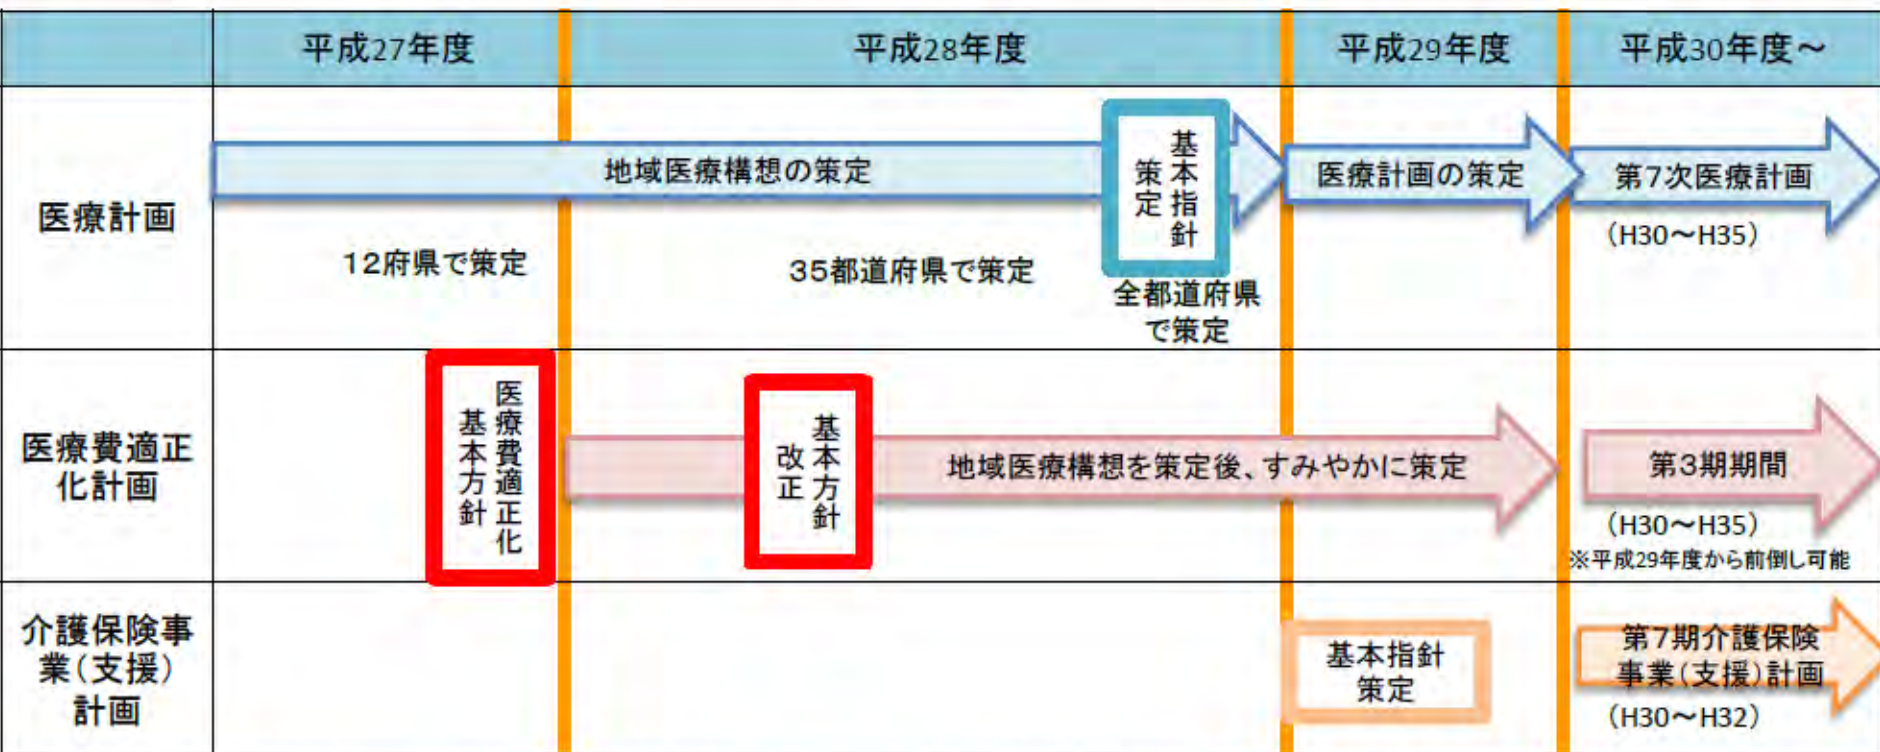 平成27年度
平成28年度
平成29年度
平成30年度～
医療計画
地域医療構想の策定
基本指針
策定
医療計画の策定
第7次医療計画
（H30～H35）
12府県で策定
35都道府県で策定
全都道府県
で策定
医療費適正
化計画
医療費適正化
基本方針
基本方針
改正
地域医療構想を策定後、すみやかに策定
第3期期間
（H30～H35）
※平成29年度から前倒し可能
介護保険事
業（支援）
計画
基本指針
策定
第7期介護保険
事業（支援）計画
（H30～H32）